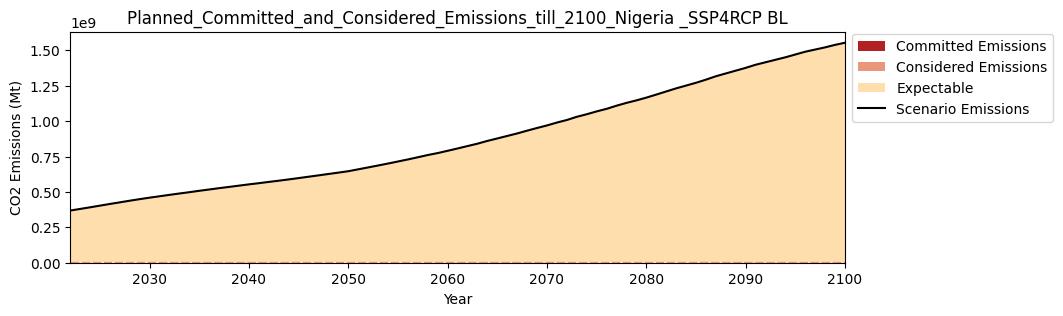 Planned_Committed_and_Considered_Emissions_till_2100_Nigeria _SSP4RCP BL
1e9
1.50
1.25
1.00
0.75
0.50
0.25
0.00
CO2 Emissions (Mt)
2030 2040 2050 2060 2070 2080 2090 2100
Year
Committed Emissions
Considered Emissions
Expectable
Scenario Emissions